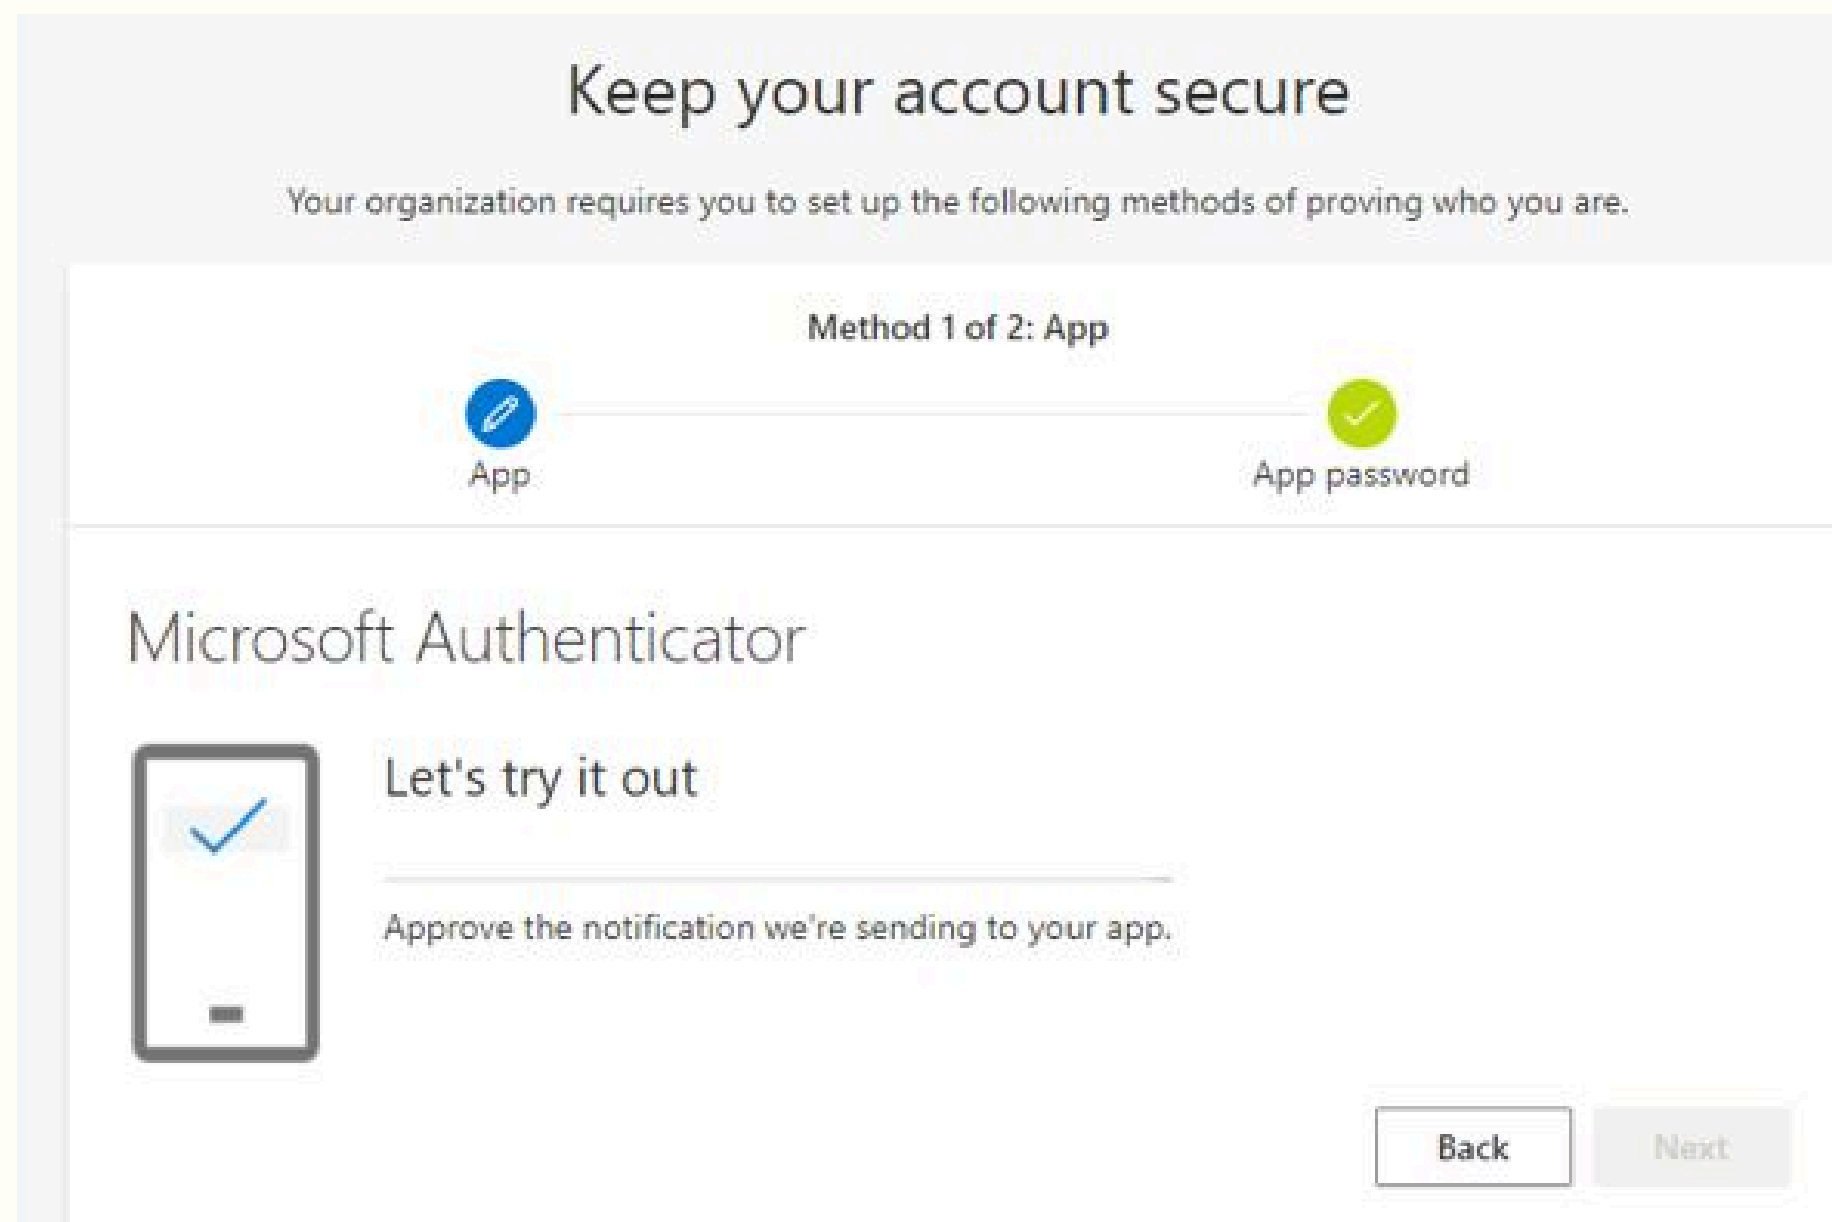 Keep your account secure
Your organization requires you to set up the following methods of proving who you are.
Method 1 of 2: App
App
App password
Microsoft Authenticator
Let's try it out
Approve the notification we're sending to your app.
Back
Next